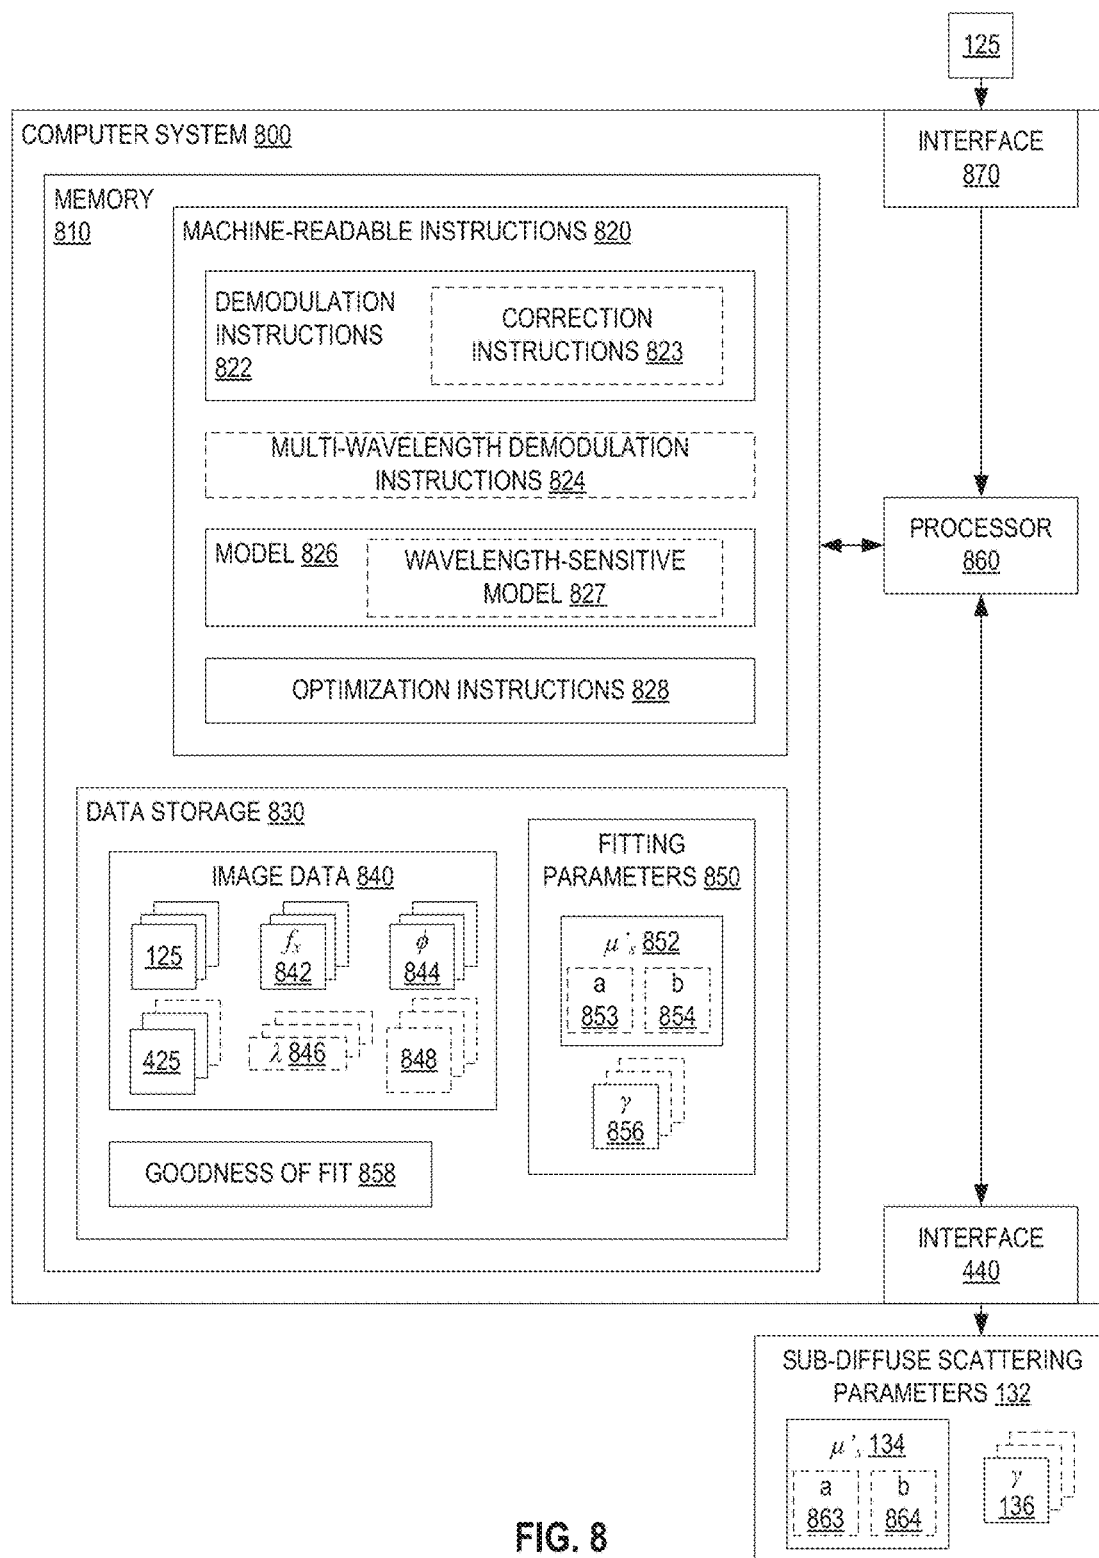 125
COMPUTER SYSTEM 800
INTERFACE
870
MEMORY
810
MACHINE-READABLE INSTRUCTIONS 820
DEMODULATION
INSTRUCTIONS
822
CORRECTION
INSTRUCTIONS 823
MULTI-WAVELENGTH DEMODULATION
INSTRUCTIONS 824
MODEL 826
WAVELENGTH-SENSITIVE
MODEL 827
PROCESSOR
860
OPTIMIZATION INSTRUCTIONS 828
DATA STORAGE 830
IMAGE DATA 840
125
fx
842
ϕ
844
425
λ 846
848
GOODNESS OF FIT 858
FITTING
PARAMETERS 850
μ's 852
a
853
b
854
γ
856
INTERFACE
440
SUB-DIFFUSE SCATTERING
PARAMETERS 132
μ's 134
a
863
b
864
γ
136
FIG. 8